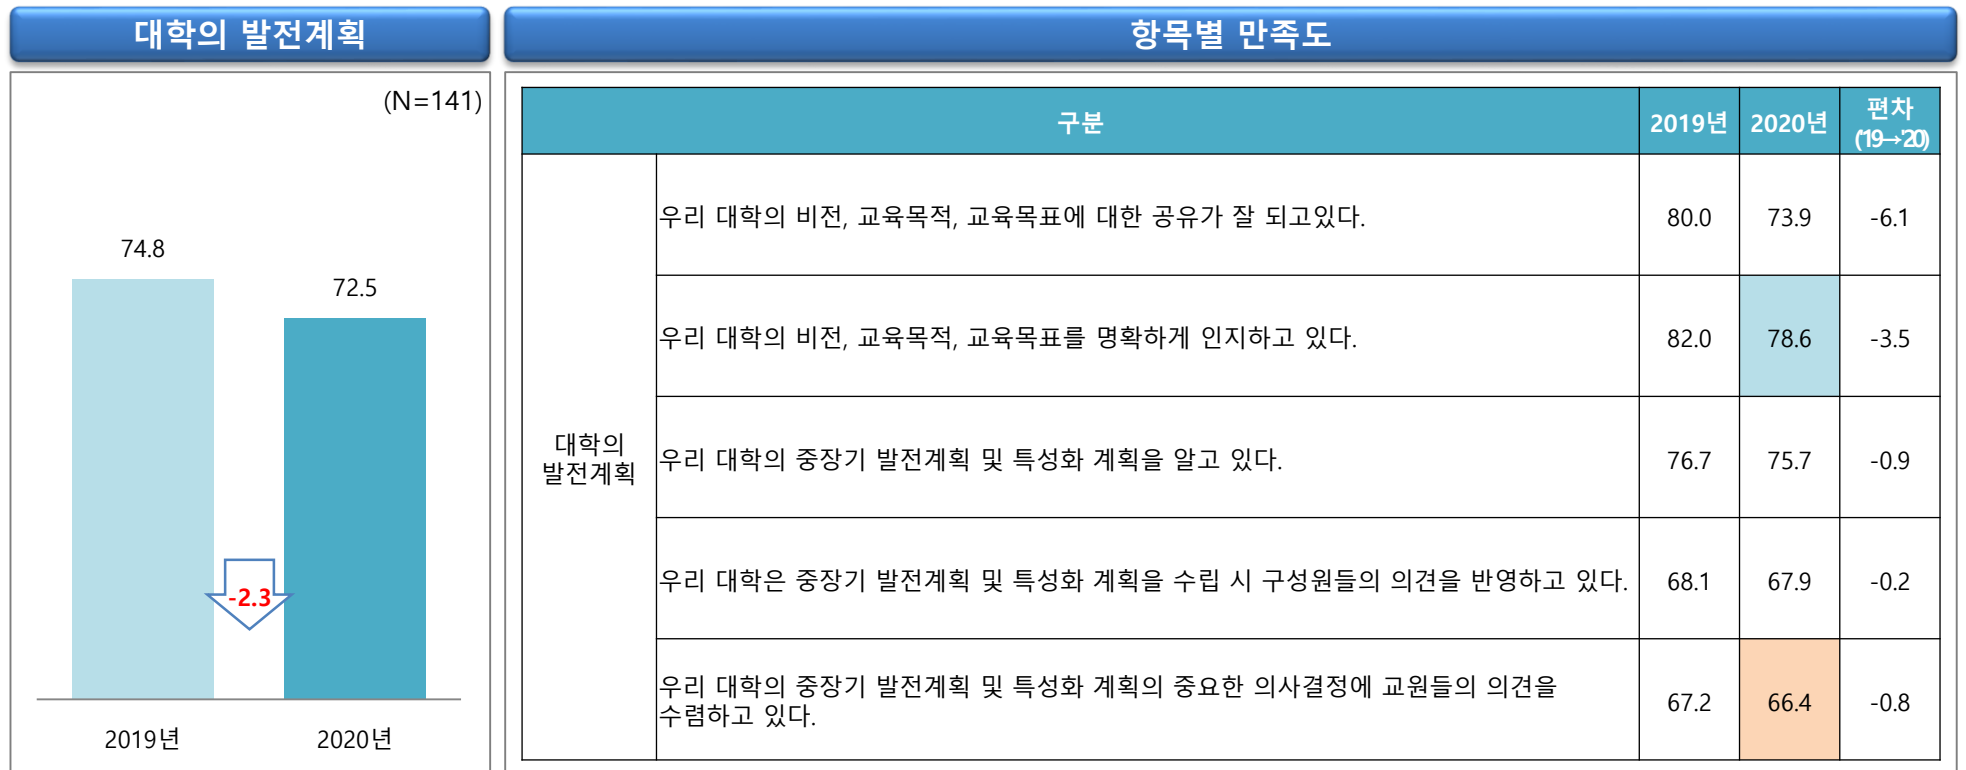 대학의 발전계획
항목별 만족도
(N=141)
74.8
72.5
-2.3
2019년
2020년
구분
2019년
2020년
편차
('19→'20)
대학의
발전계획
우리 대학의 비전, 교육목적, 교육목표에 대한 공유가 잘 되고있다.
80.0
73.9
-6.1
우리 대학의 비전, 교육목적, 교육목표를 명확하게 인지하고 있다.
82.0
78.6
-3.5
우리 대학의 중장기 발전계획 및 특성화 계획을 알고 있다.
76.7
75.7
-0.9
우리 대학은 중장기 발전계획 및 특성화 계획을 수립 시 구성원들의 의견을 반영하고 있다.
68.1
67.9
-0.2
우리 대학의 중장기 발전계획 및 특성화 계획의 중요한 의사결정에 교원들의 의견을
수렴하고 있다.
67.2
66.4
-0.8